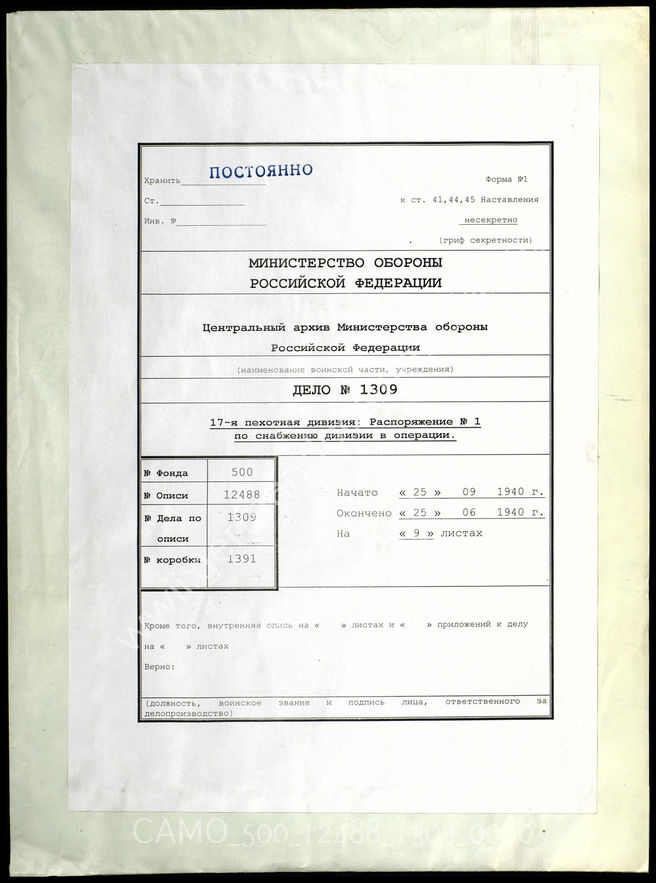 ПОСТОЯННО
Хранить
Форма №1
Ст.
к ст. 41,44,45 Наставления
Инв. №
несекретно
(гриф секретности)
МИНИСТЕРСТВО ОБОРОНЫ
РОССИЙСКОЙ ФЕДЕРАЦИИ
Центральный архив Министерства обороны
Российской Федерации
(наименование воинской части, учреждения)
ДЕЛО № 1309
17-я пехотная дивизия: Распоряжение № 1
по снабжению дивизии в операции.
№ Фонда 500
№ Описи 12488
№ Дела по 1309
описи
№ коробки 1391
Начато « 25 » 09 1940 г.
Окончено « 25 » 06 1940 г.
На « 9 » листах
Кроме того, внутренняя опись на « » листах и « » приложений к делу
на « » листах
Верно:
(должность, воинское звание и подпись лица, ответственного за
делопроизводство)